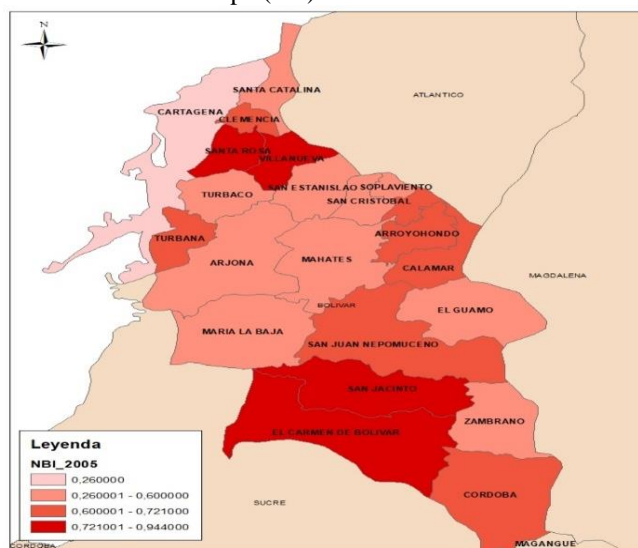 N
SANTA CATALINA
ATLANTICO
CARTAGENA
CLEMENCIA
SANTA ROSA
VILLANUEVA
SAN ESTANISLAO
SOPLAVIENTO
TURBACO
SAN CRISTOBAL
TURBANA
ARROYOHONDO
ARJONA
MAHATES
CALAMAR
MAGDALENA
BOLIVAR
EL GUAMO
MARIA LA BAJA
SAN JUAN NEPOMUCENO
SAN JACINTO
ZAMBRANO
EL CARMEN DE BOLIVAR
Leyenda
NBI_2005
0,260000
0,260001 - 0,600000
0,600001 - 0,721000
0,721001 - 0,944000
SUCRE
CORDOBA
CORDOBA
MAGANGUE